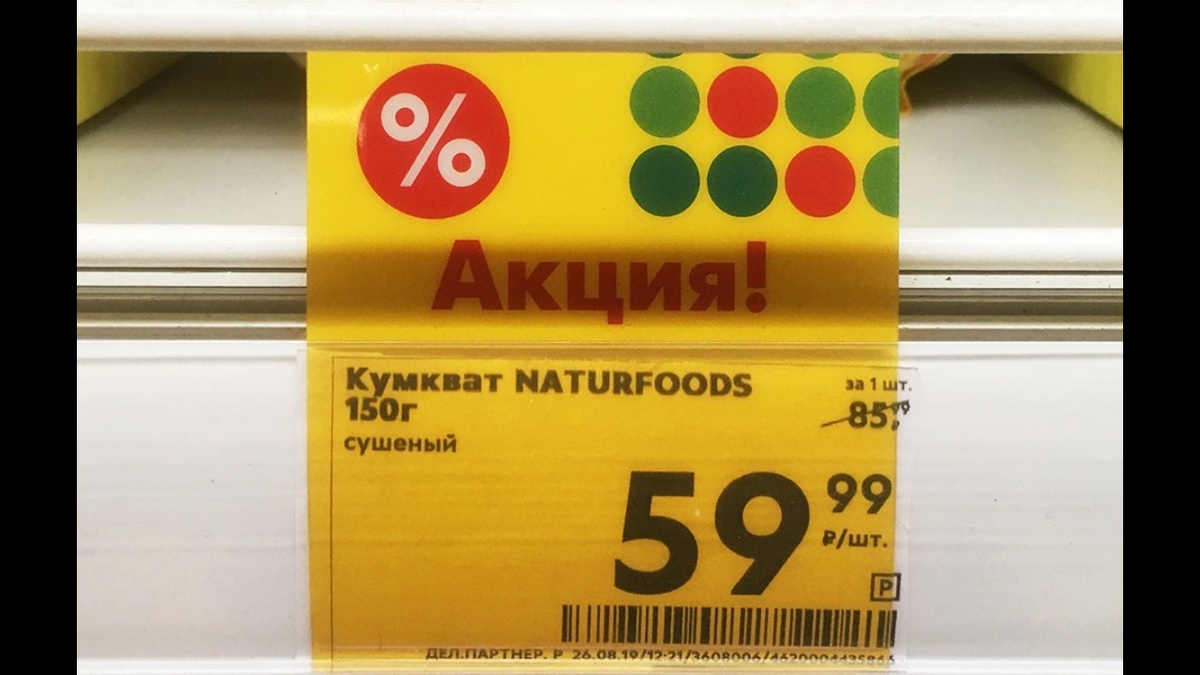 %
Акция!
Кумкват NATURFOODS
150г
сушеный
за 1 шт.
85,99 ₽
59 99
₽/шт.
P
ДЕЛ.ПАРТНЕР. Р 26.08.19/12:21/3608006/4620004435866